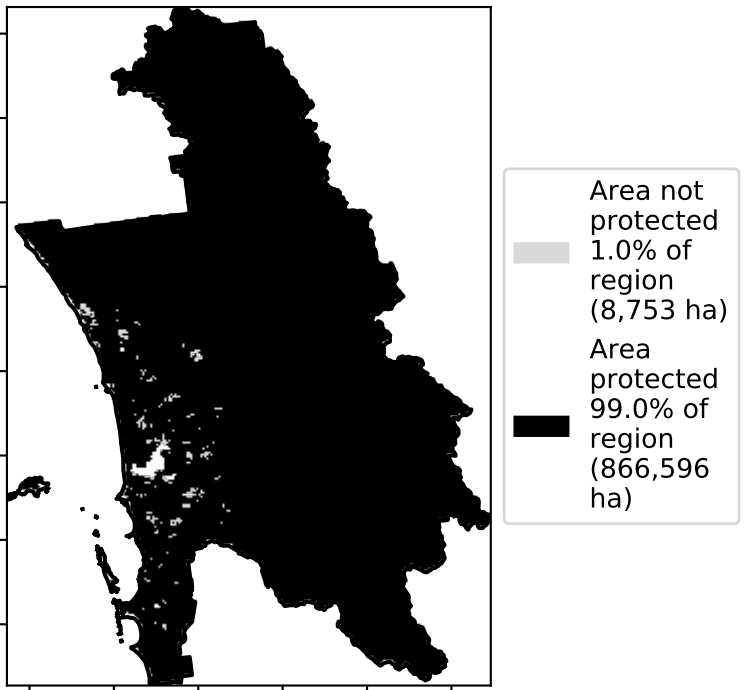 Area not
protected
1.0% of
region
(8,753 ha)
Area
protected
99.0% of
region
(866,596
ha)